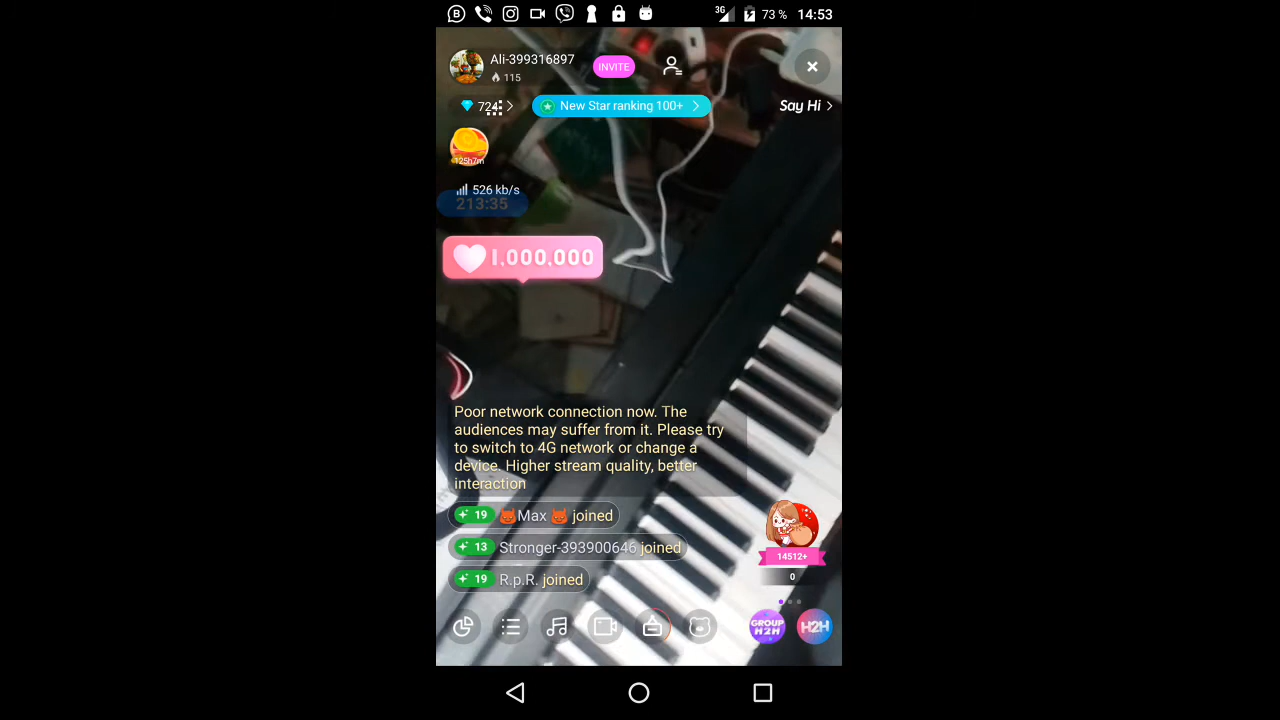 3G 73 % 14:53
Ali-399316897
115
INVITE
724
New Star ranking 100+
Say Hi
125h7m
526 kb/s
213:35
1,000,000
Poor network connection now. The
audiences may suffer from it. Please try
to switch to 4G network or change a
device. Higher stream quality, better
interaction
19 Max joined
13 Stronger-393900646 joined
19 R.p.R. joined
14512+
0
GROUP
H2H
H2H